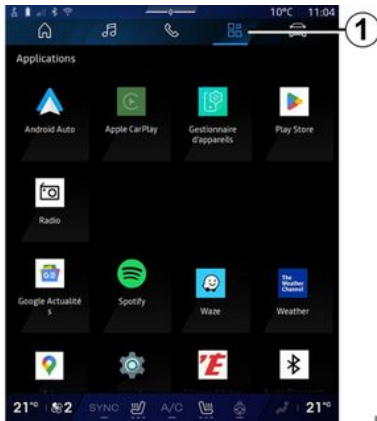 10°C 11:04
1
Applications
Android Auto
Apple CarPlay
Gestionnaire
d'appareils
Play Store
Radio
Google Actualité
s
Spotify
The
Weather
Channel
Waze
Weather
21°° 2 SYNC A/C 21°°